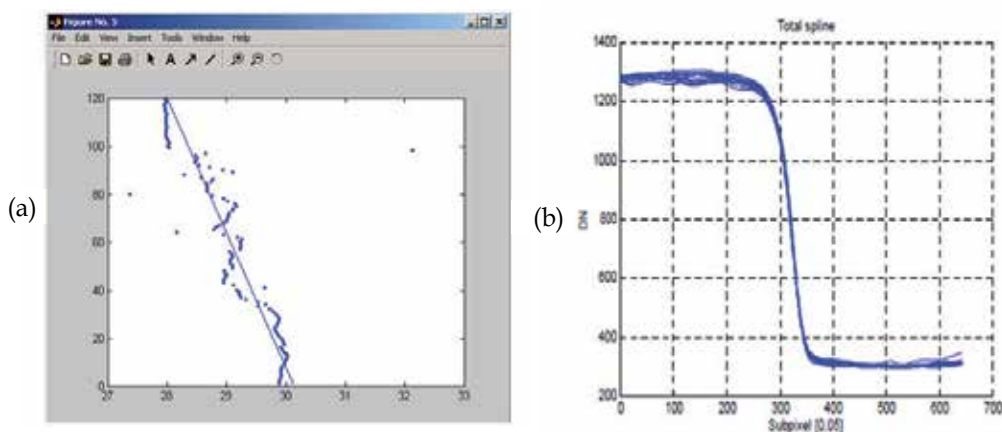 Figure No. 3
File Edit View Insert Tools Window Help
A
(a)
120
100
80
60
40
20
0
27 28 29 30 31 32 33
(b)
Total spline
DN
1400
1200
1000
800
600
400
200
0 100 200 300 400 500 600 700
Subpixel [0.05]